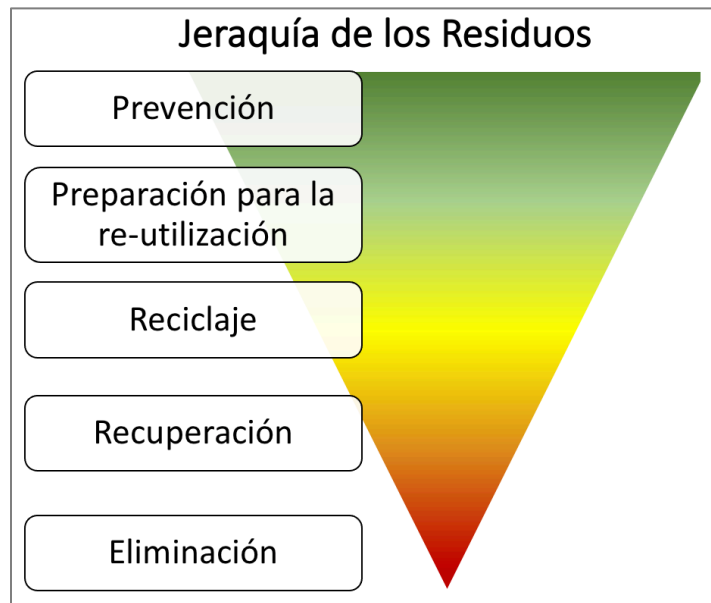 Jeraquía de los Residuos
Prevención
Preparación para la
re-utilización
Reciclaje
Recuperación
Eliminación